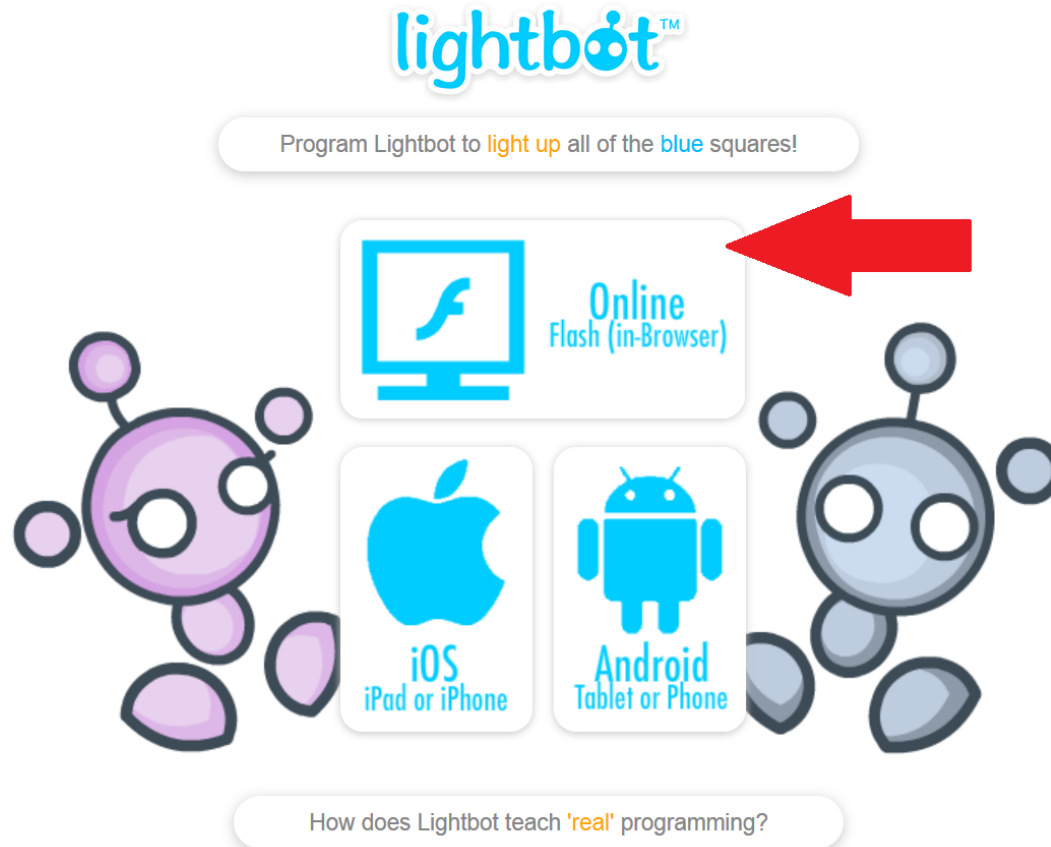 lightbot™
Program Lightbot to light up all of the blue squares!
Online
Flash (in-Browser)
iOS
iPad or iPhone
Android
Tablet or Phone
How does Lightbot teach 'real' programming?